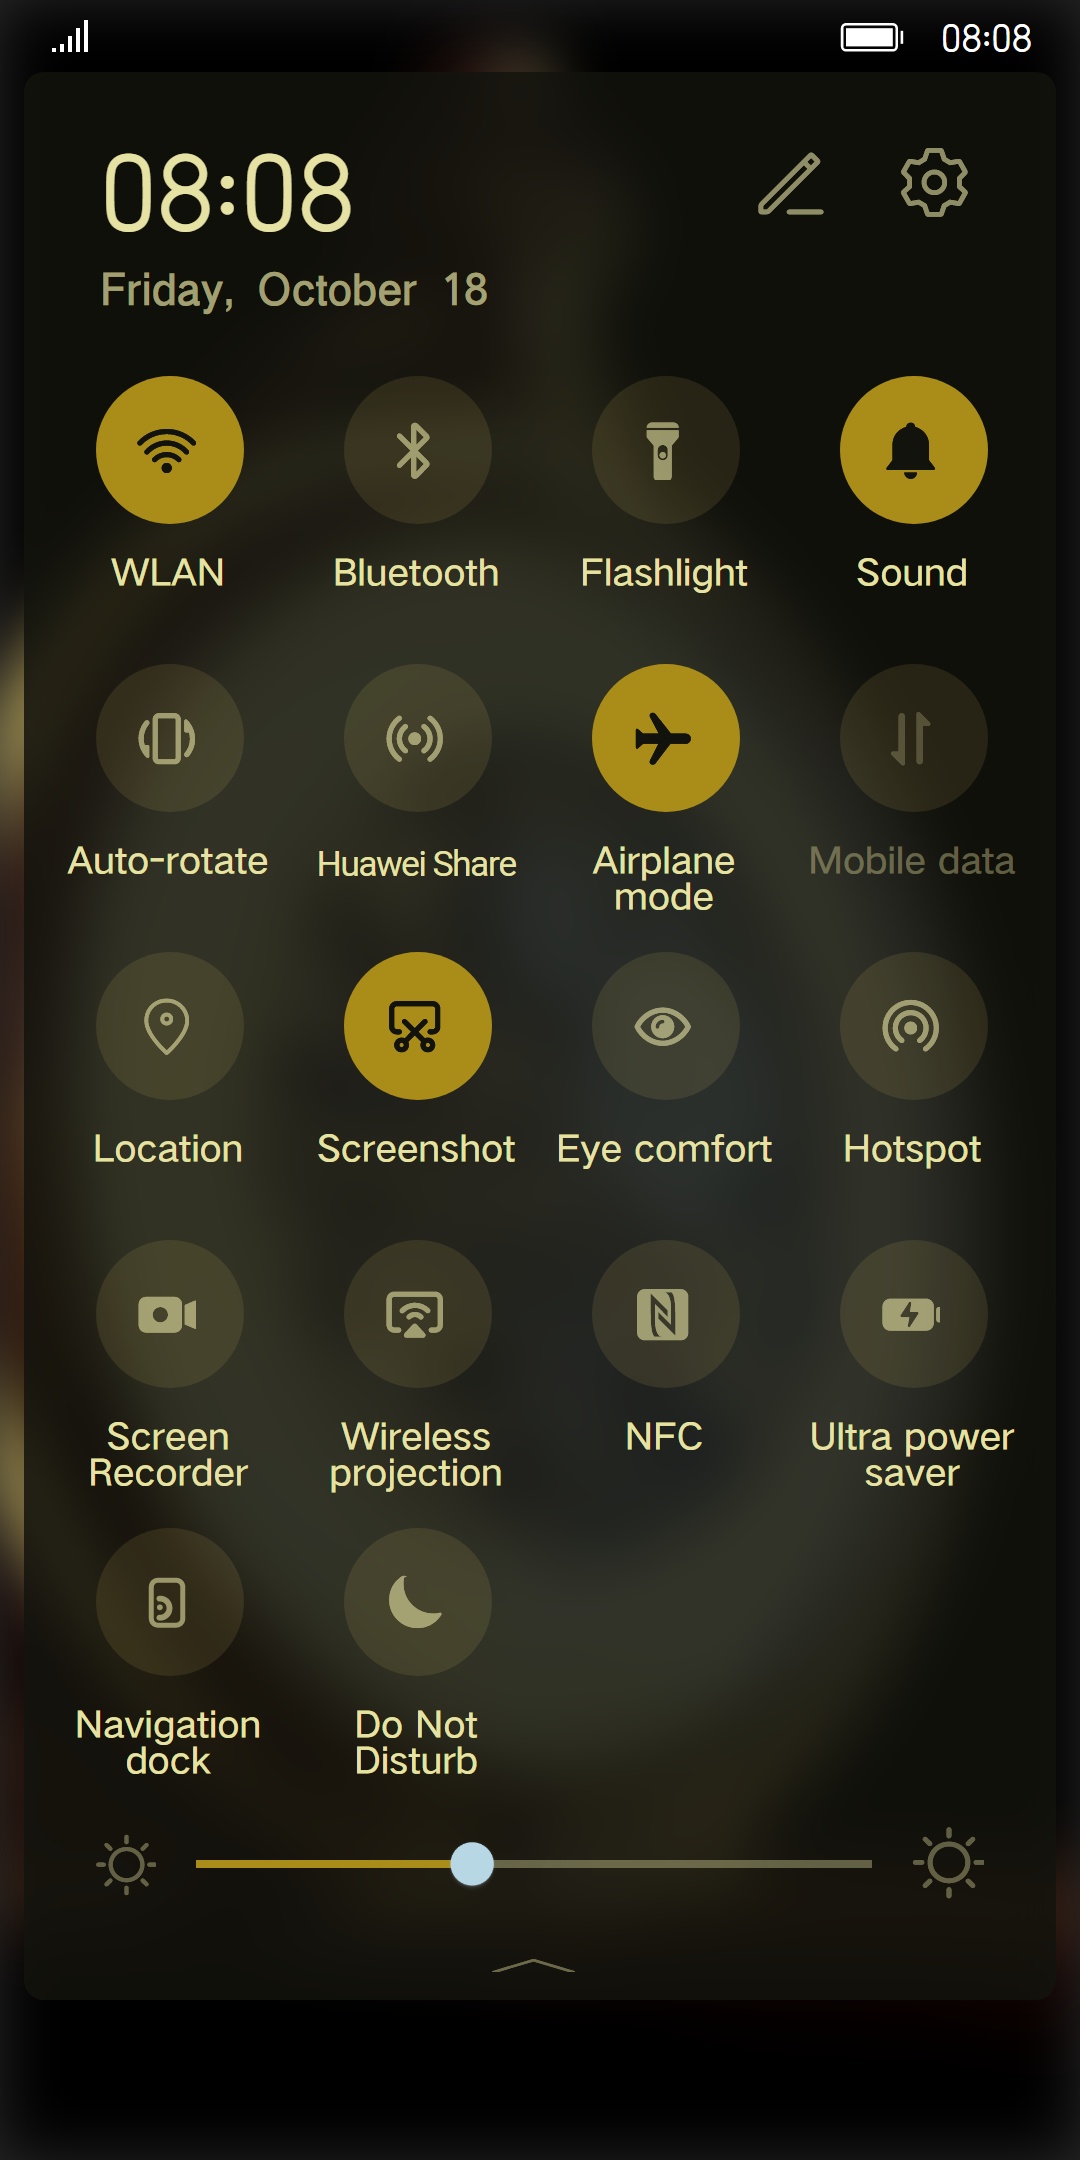 08:08
08:08
Friday, October 18
WLAN
Bluetooth
Flashlight
Sound
Auto-rotate
Huawei Share
Airplane
mode
Mobile data
Location
Screenshot
Eye comfort
Hotspot
Screen
Recorder
Wireless
projection
NFC
Ultra power
saver
Navigation
dock
Do Not
Disturb